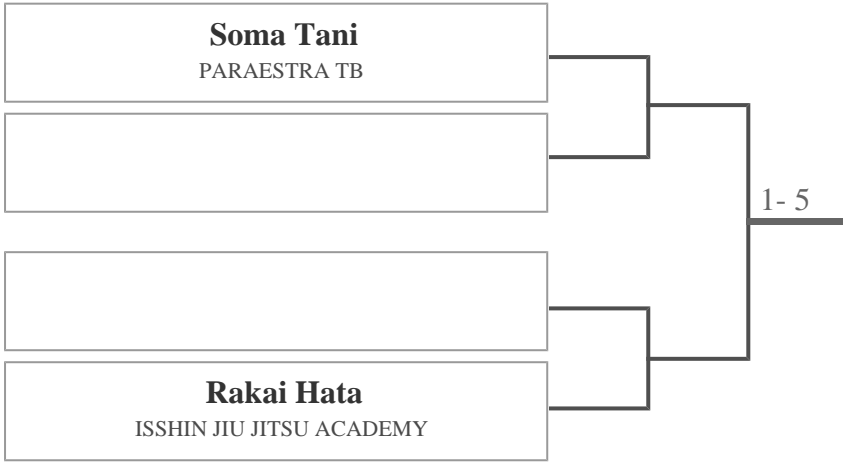 Soma Tani
PARAESTRA TB
1- 5
Rakai Hata
ISSHIN JIU JITSU ACADEMY